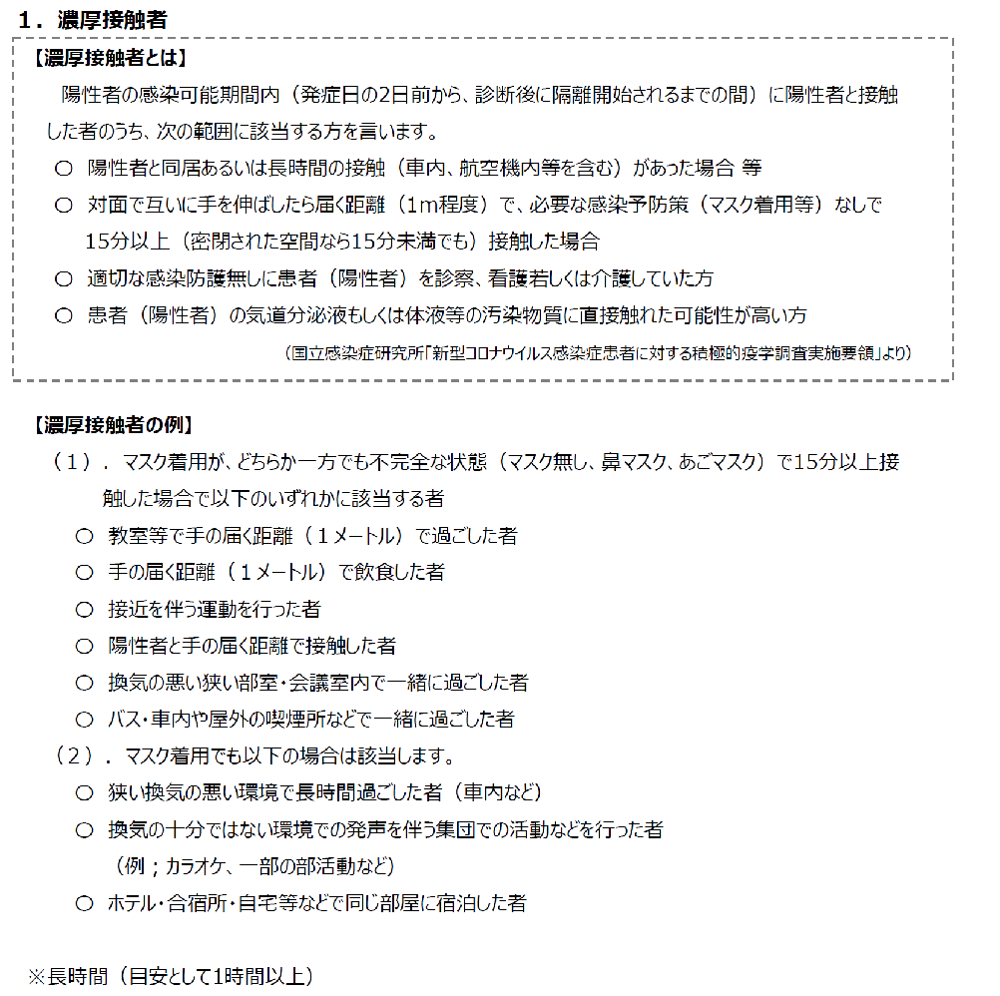 １．濃厚接触者
【濃厚接触者とは】
陽性者の感染可能期間内（発症日の2日前から、診断後に隔離開始されるまでの間）に陽性者と接触
した者のうち、次の範囲に該当する方を言います。
〇 陽性者と同居あるいは長時間の接触（車内、航空機内等を含む）があった場合 等
〇 対面で互いに手を伸ばしたら届く距離（1ｍ程度）で、必要な感染予防策（マスク着用等）なしで
15分以上（密閉された空間なら15分未満でも）接触した場合
〇 適切な感染防護無しに患者（陽性者）を診察、看護若しくは介護していた方
〇 患者（陽性者）の気道分泌液もしくは体液等の汚染物質に直接触れた可能性が高い方
（国立感染症研究所「新型コロナウイルス感染症患者に対する積極的疫学調査実施要領」より）
【濃厚接触者の例】
（１）．マスク着用が、どちらか一方でも不完全な状態（マスク無し、鼻マスク、あごマスク）で15分以上接
触した場合で以下のいずれかに該当する者
〇 教室等で手の届く距離（１メートル）で過ごした者
〇 手の届く距離（１メートル）で飲食した者
〇 接近を伴う運動を行った者
〇 陽性者と手の届く距離で接触した者
〇 換気の悪い狭い部室・会議室内で一緒に過ごした者
〇 バス・車内や屋外の喫煙所などで一緒に過ごした者
（２）．マスク着用でも以下の場合は該当します。
〇 狭い換気の悪い環境で長時間過ごした者（車内など）
〇 換気の十分ではない環境での発声を伴う集団での活動などを行った者
（例；カラオケ、一部の部活動など）
〇 ホテル・合宿所・自宅等などで同じ部屋に宿泊した者
※長時間（目安として1時間以上）